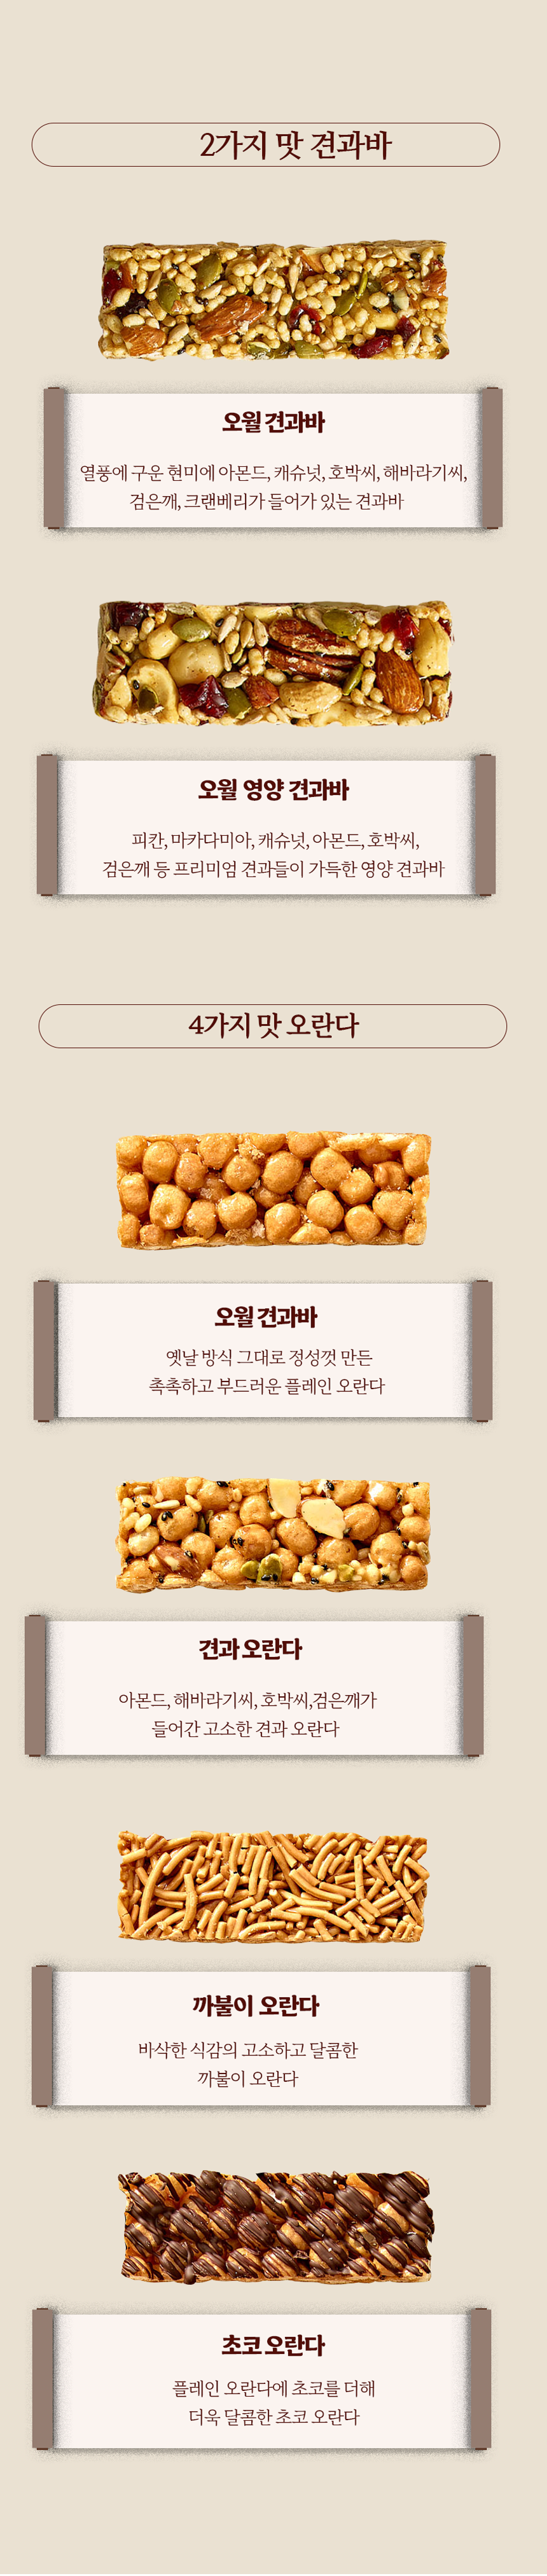 2가지 맛 견과바
오월 견과바
열풍에 구운 현미에 아몬드, 캐슈넛, 호박씨, 해바라기씨,
검은깨, 크랜베리가 들어가 있는 견과바
오월 영양 견과바
피칸, 마카다미아, 캐슈넛, 아몬드, 호박씨,
검은깨 등 프리미엄 견과들이 가득한 영양 견과바
4가지 맛 오란다
오월 견과바
옛날 방식 그대로 정성껏 만든
촉촉하고 부드러운 플레인 오란다
견과 오란다
아몬드, 해바라기씨, 호박씨,검은깨가
들어간 고소한 견과 오란다
까불이 오란다
바삭한 식감의 고소하고 달콤한
까불이 오란다
초코 오란다
플레인 오란다에 초코를 더해
더욱 달콤한 초코 오란다